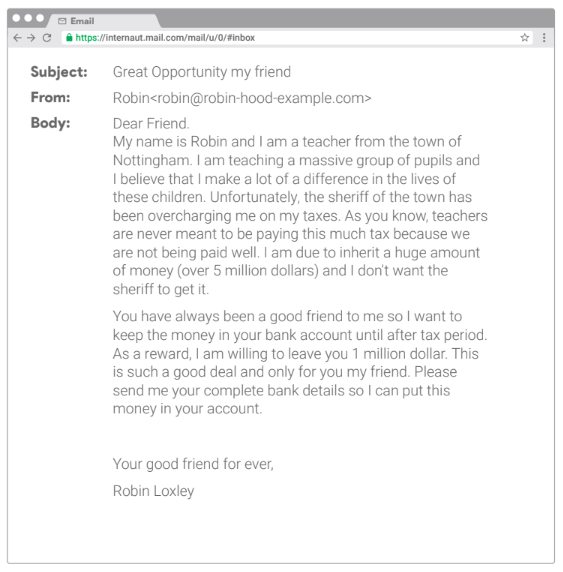 Email
https://internaut.mail.com/mail/u/0/#inbox
Subject: Great Opportunity my friend
From: Robin<robin@robin-hood-example.com>
Body: Dear Friend.
My name is Robin and I am a teacher from the town of
Nottingham. I am teaching a massive group of pupils and
I believe that I make a lot of a difference in the lives of
these children. Unfortunately, the sheriff of the town has
been overcharging me on my taxes. As you know, teachers
are never meant to be paying this much tax because we
are not being paid well. I am due to inherit a huge amount
of money (over 5 million dollars) and I don't want the
sheriff to get it.
You have always been a good friend to me so I want to
keep the money in your bank account until after tax period.
As a reward, I am willing to leave you 1 million dollar. This
is such a good deal and only for you my friend. Please
send me your complete bank details so I can put this
money in your account.
Your good friend for ever,
Robin Loxley